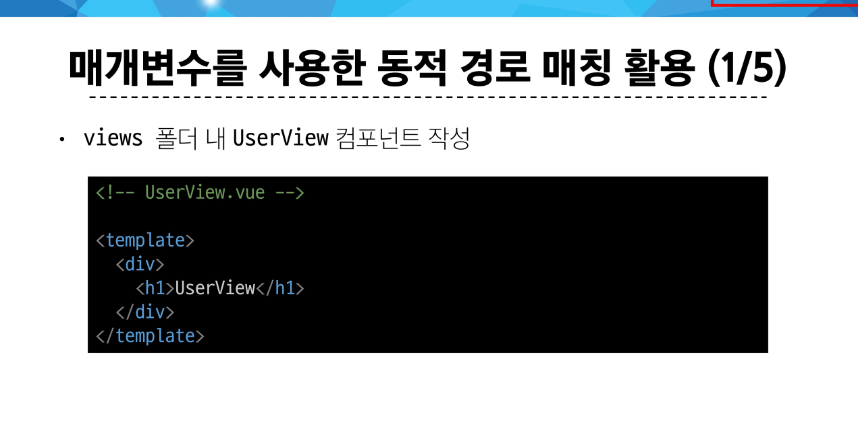 매개변수를 사용한 동적 경로 매칭 활용 (1/5)
• views 폴더 내 UserView 컴포넌트 작성
<!-- UserView.vue -->
<template>
  <div>
    <h1>UserView</h1>
  </div>
</template>